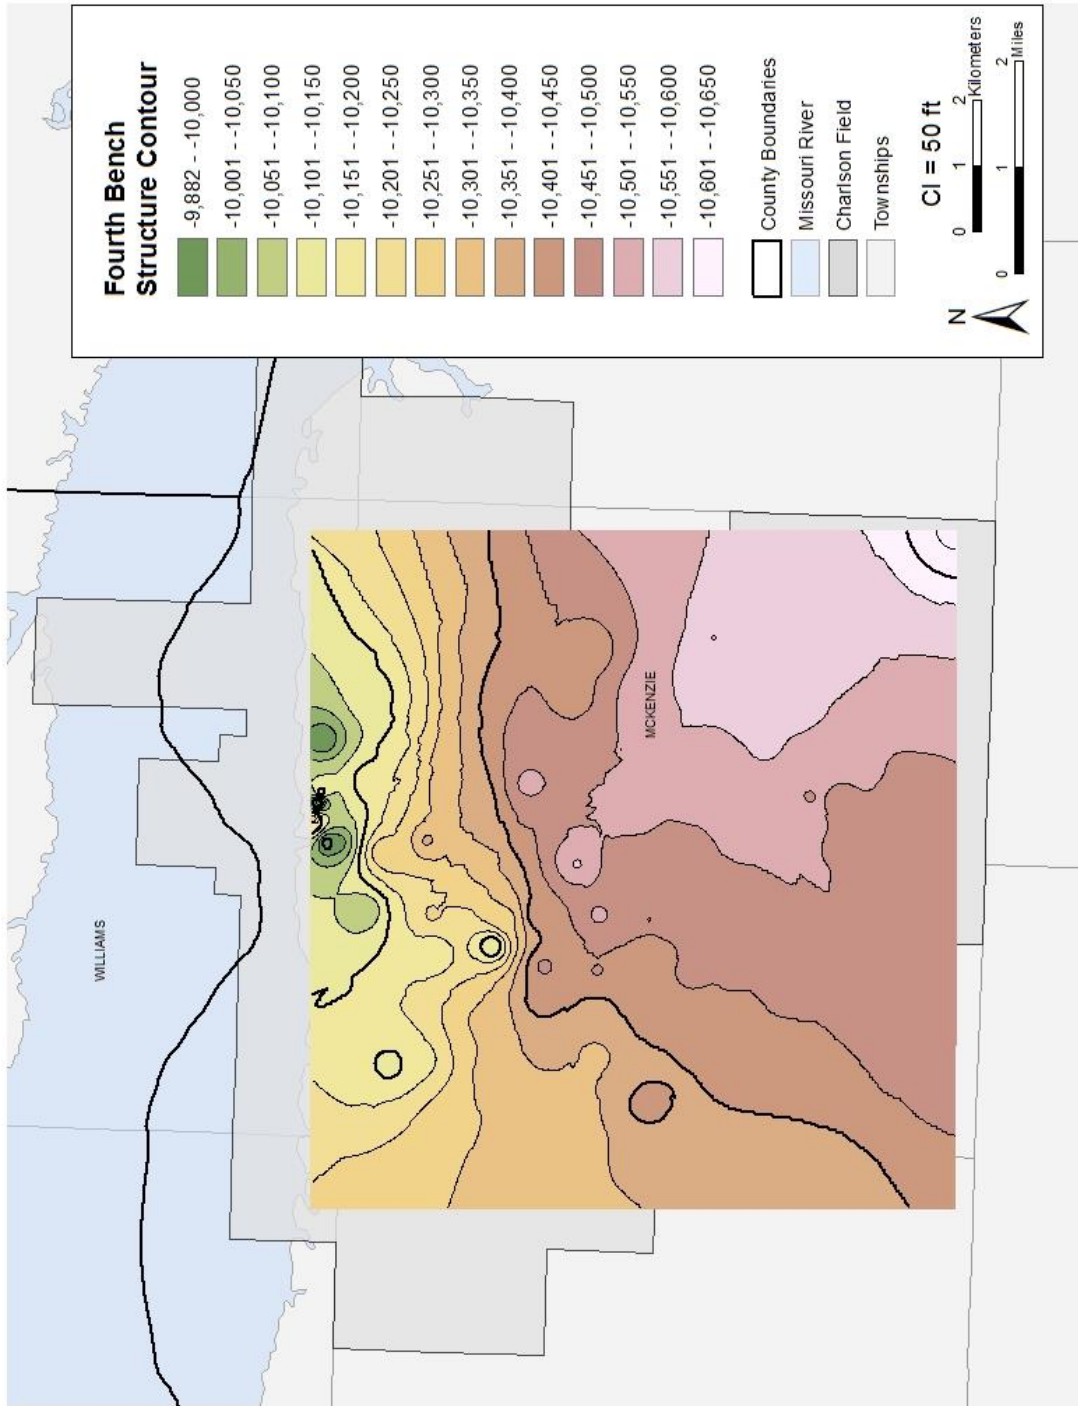 Fourth Bench
Structure Contour
-9,882 - -10,000
-10,001 - -10,050
-10,051 - -10,100
-10,101 - -10,150
-10,151 - -10,200
-10,201 - -10,250
-10,251 - -10,300
-10,301 - -10,350
-10,351 - -10,400
-10,401 - -10,450
-10,451 - -10,500
-10,501 - -10,550
-10,551 - -10,600
-10,601 - -10,650
County Boundaries
Missouri River
Charlson Field
Townships
N
CI = 50 ft
0 1 2
Kilometers
0 1 2
Miles
WILLIAMS
MCKENZIE